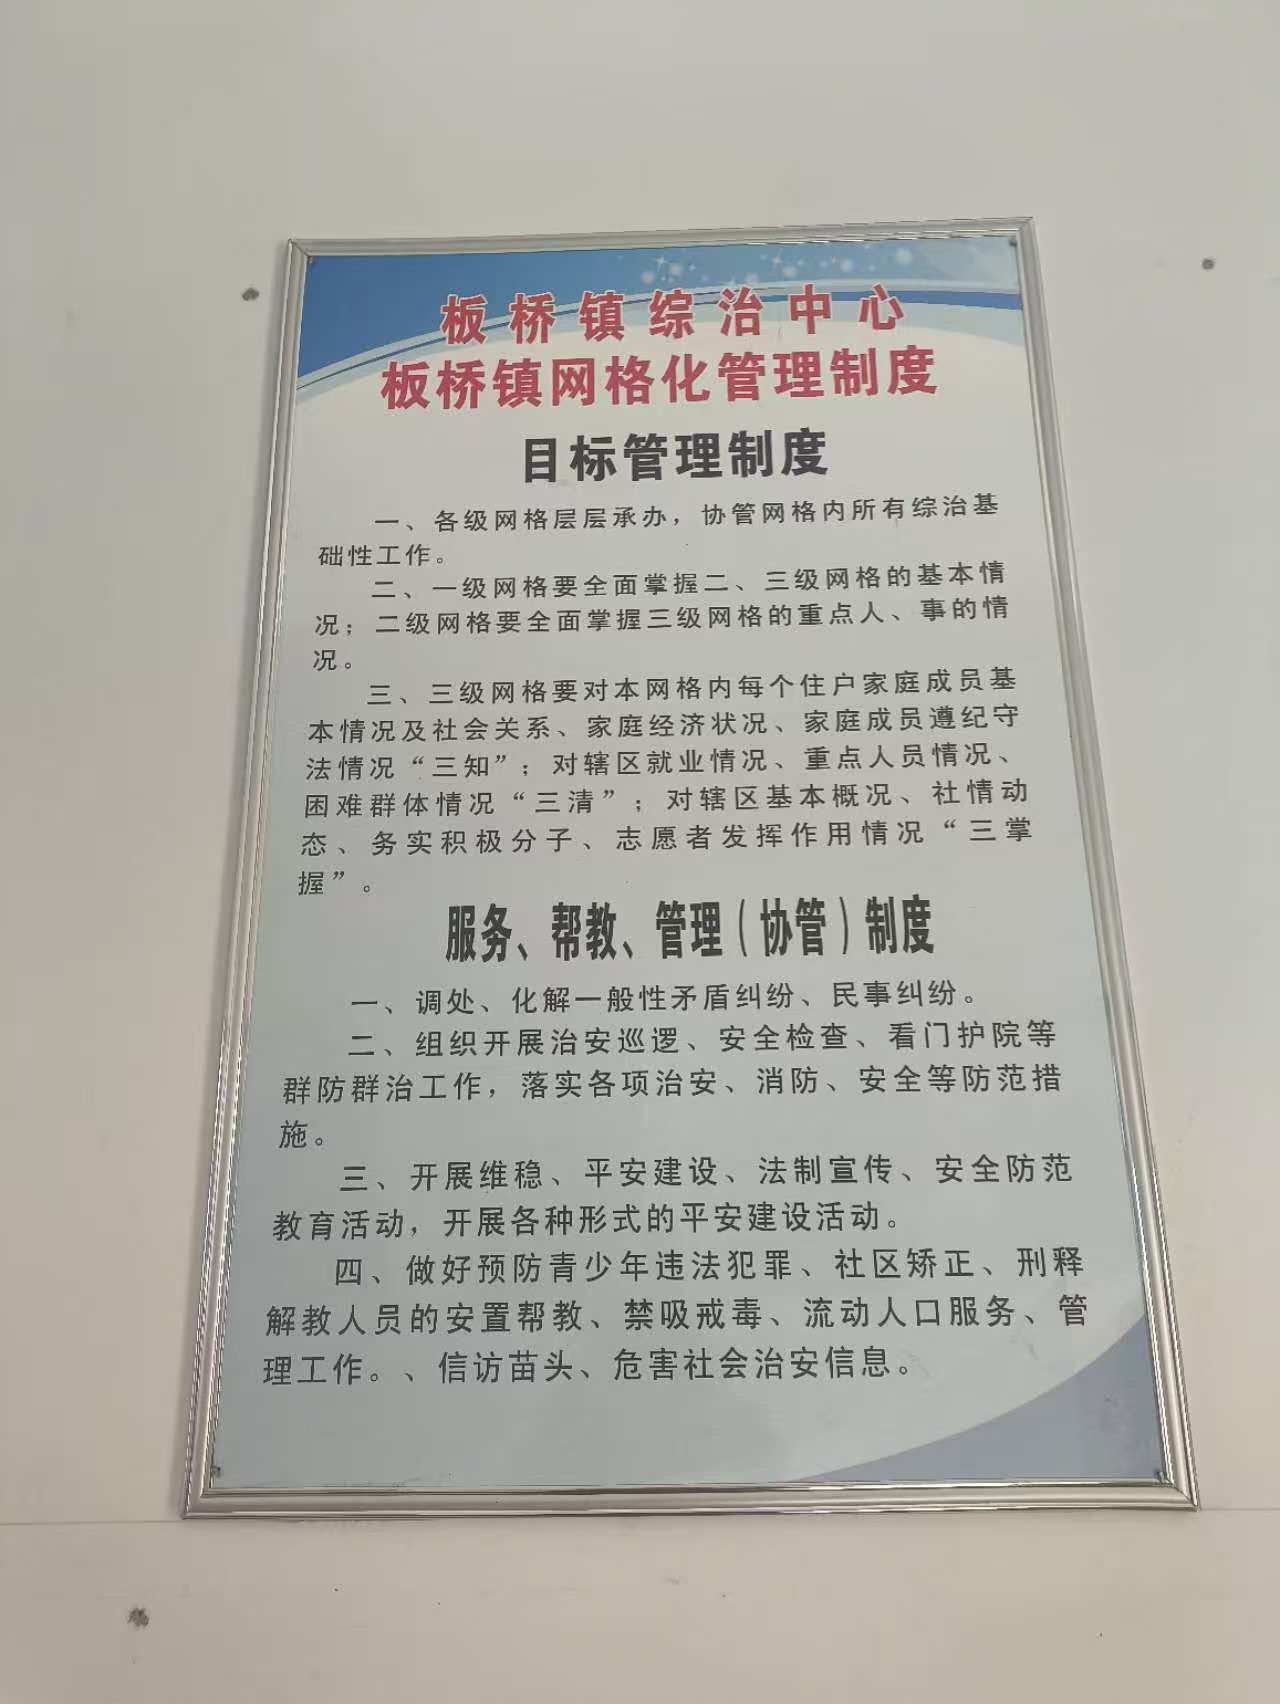 板桥镇综治中心
板桥镇网格化管理制度
目标管理制度
一、各级网格层层承办，协管网格内所有综治基
础性工作。
二、一级网格要全面掌握二、三级网格的基本情
况；二级网格要全面掌握三级网格的重点人、事的情
况。
三、三级网格要对本网格内每个住户家庭成员基
本情况及社会关系、家庭经济状况、家庭成员遵纪守
法情况“三知”；对辖区就业情况、重点人员情况、
困难群体情况“三清”；对辖区基本概况、社情动
态、务实积极分子、志愿者发挥作用情况“三掌
握”。
服务、帮教、管理（协管）制度
一、调处、化解一般性矛盾纠纷、民事纠纷。
二、组织开展治安巡逻、安全检查、看门护院等
群防群治工作，落实各项治安、消防、安全等防范措
施。
三、开展维稳、平安建设、法制宣传、安全防范
教育活动，开展各种形式的平安建设活动。
四、做好预防青少年违法犯罪、社区矫正、刑释
解教人员的安置帮教、禁吸戒毒、流动人口服务、管
理工作。、信访苗头、危害社会治安信息。